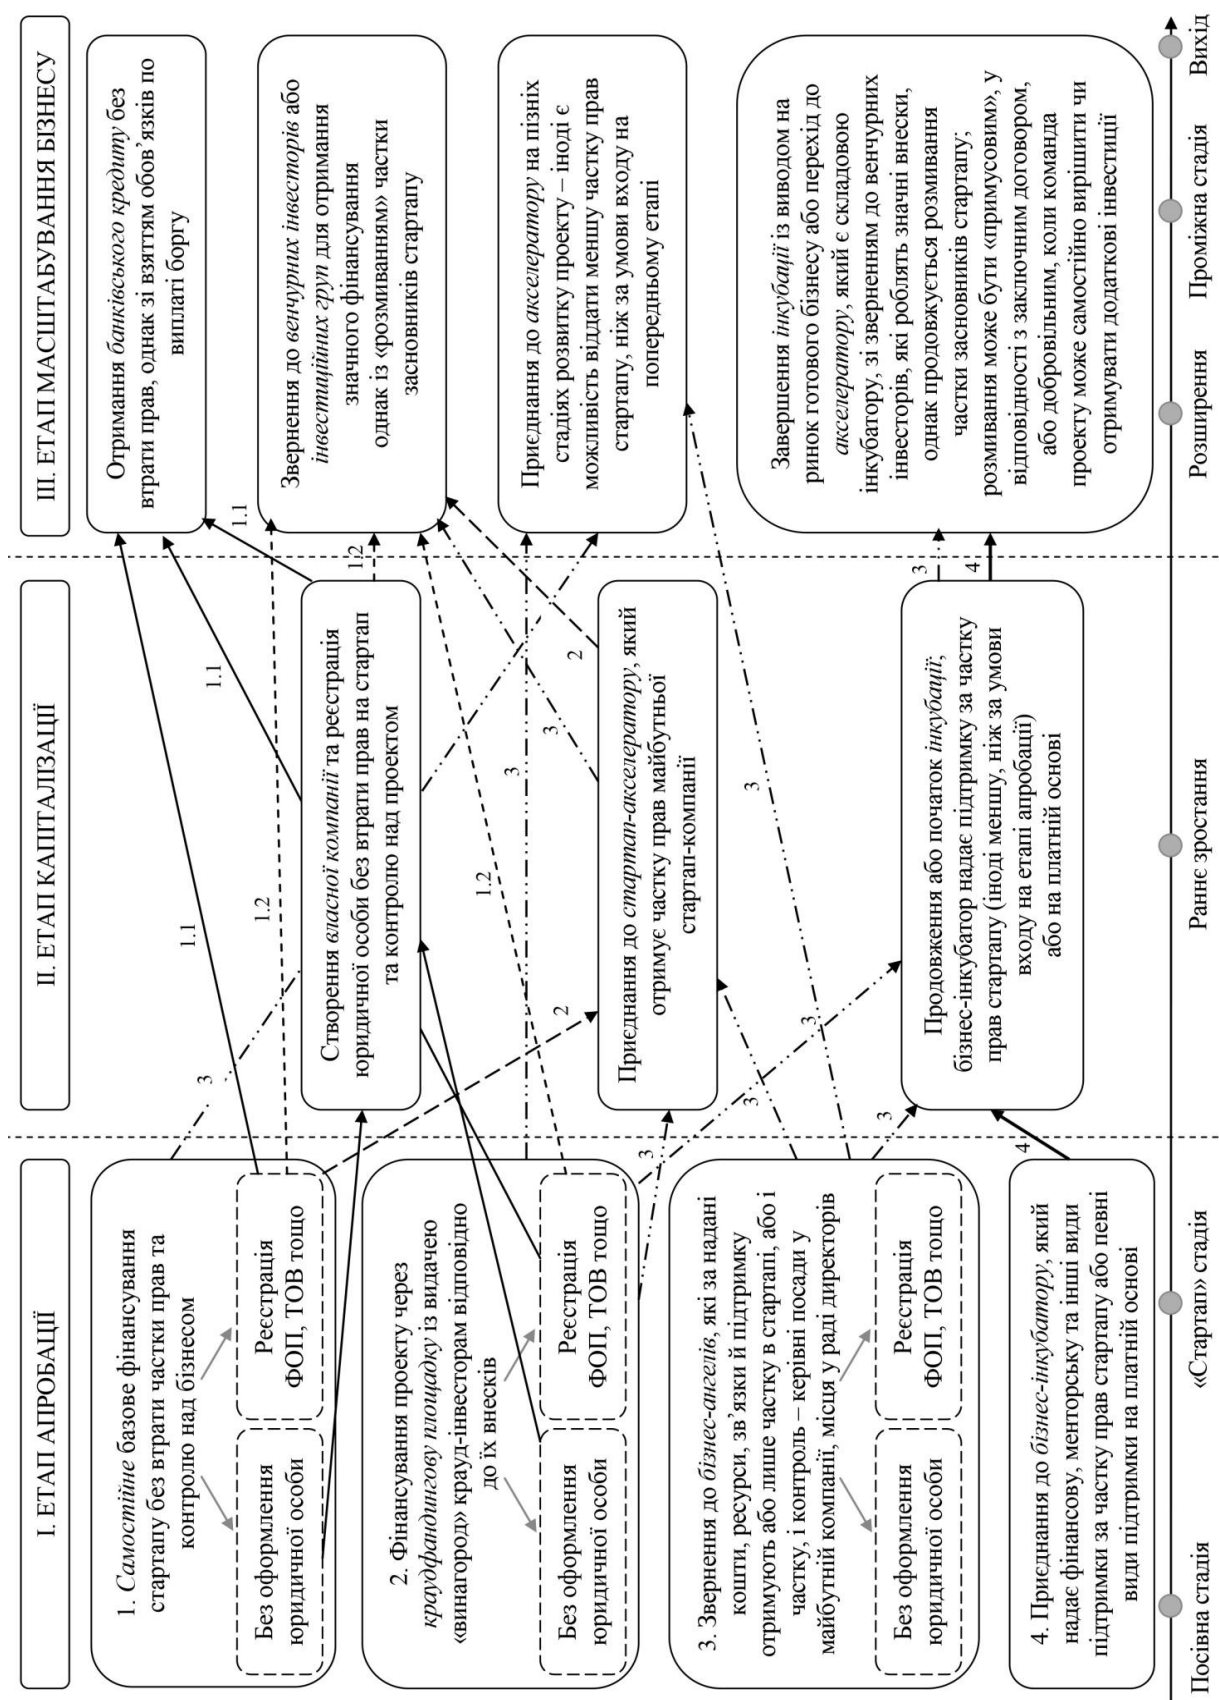 I. ЕТАП АПРОБАЦІЇ
1. Самостійне базове фінансування
стартапу без втрати частки прав та
контролю над бізнесом
Без оформлення
юридичної особи
Реєстрація
ФОП, ТОВ тощо
2. Фінансування проекту через
краудфандингову площадку із видачею
«винагород» крауд-інвесторам відповідно
до їх внесків
Без оформлення
юридичної особи
Реєстрація
ФОП, ТОВ тощо
3. Звернення до бізнес-ангелів, які за надані
кошти, ресурси, зв’язки й підтримку
отримують або лише частку в стартапі, або і
частку, і контроль – керівні посади у
майбутній компанії, місця у раді директорів
Без оформлення
юридичної особи
Реєстрація
ФОП, ТОВ тощо
4. Приєднання до бізнес-інкубатору, який
надає фінансову, менторську та інші види
підтримки за частку прав стартапу або певні
види підтримки на платній основі
II. ЕТАП КАПІТАЛІЗАЦІЇ
3
1.1
1.2
1.1
Створення власної компанії та реєстрація
юридичної особи без втрати прав на стартап
та контролю над проектом
2
1.2
3
3
2
Приєднання до стартап-акселератору, який
отримує частку прав майбутньої
стартап-компанії
3
3
3
3
3
4
Продовження або початок інкубації,
бізнес-інкубатор надає підтримку за частку
прав стартапу (іноді меншу, ніж за умови
входу на етапі апробації)
або на платній основі
III. ЕТАП МАСШТАБУВАННЯ БІЗНЕСУ
Отримання банківського кредиту без
втрати прав, однак зі взяттям обов’язків по
виплаті боргу
1.1
1.2
Звернення до венчурних інвесторів або
інвестиційних груп для отримання
значного фінансування
однак із «розмиванням» частки
засновників стартапу
Приєднання до акселератору на пізніх
стадіях розвитку проекту – іноді є
можливість віддати меншу частку прав
стартапу, ніж за умови входу на
попередньому етапі
3
4
Завершення інкубації із виводом на
ринок готового бізнесу або перехід до
акселератору, який є складовою
інкубатору, зі зверненням до венчурних
інвесторів, які роблять значні внески,
однак продовжується розмивання
частки засновників стартапу;
розмивання може бути «примусовим», у
відповідності з заключним договором,
або добровільним, коли команда
проекту може самостійно вирішити чи
отримувати додаткові інвестиції
Посівна стадія
«Стартап» стадія
Раннє зростання
Розширення
Проміжна стадія
Вихід